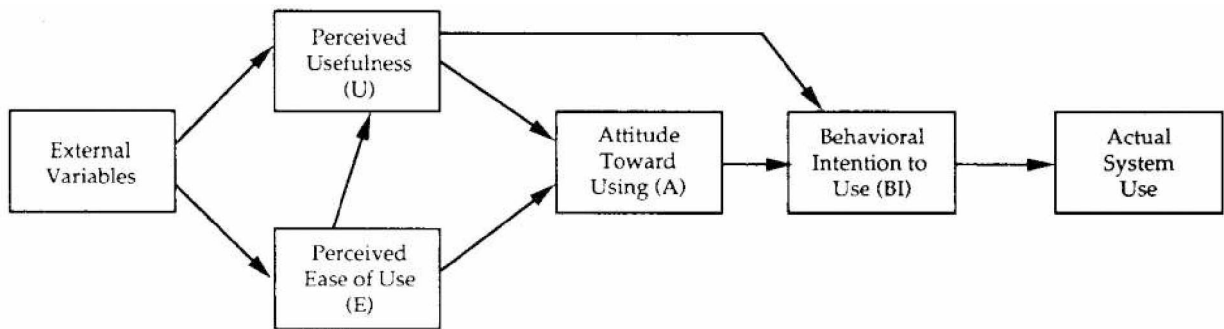 External
Variables
Perceived
Usefulness
(U)
Perceived
Ease of Use
(E)
Attitude
Toward
Using (A)
Behavioral
Intention to
Use (BI)
Actual
System
Use